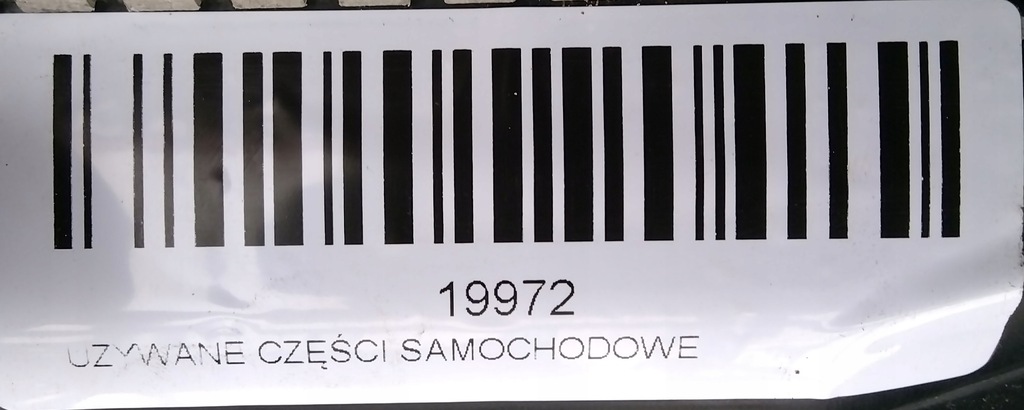 19972
UZYWANE CZĘŚCI SAMOCHODOWE